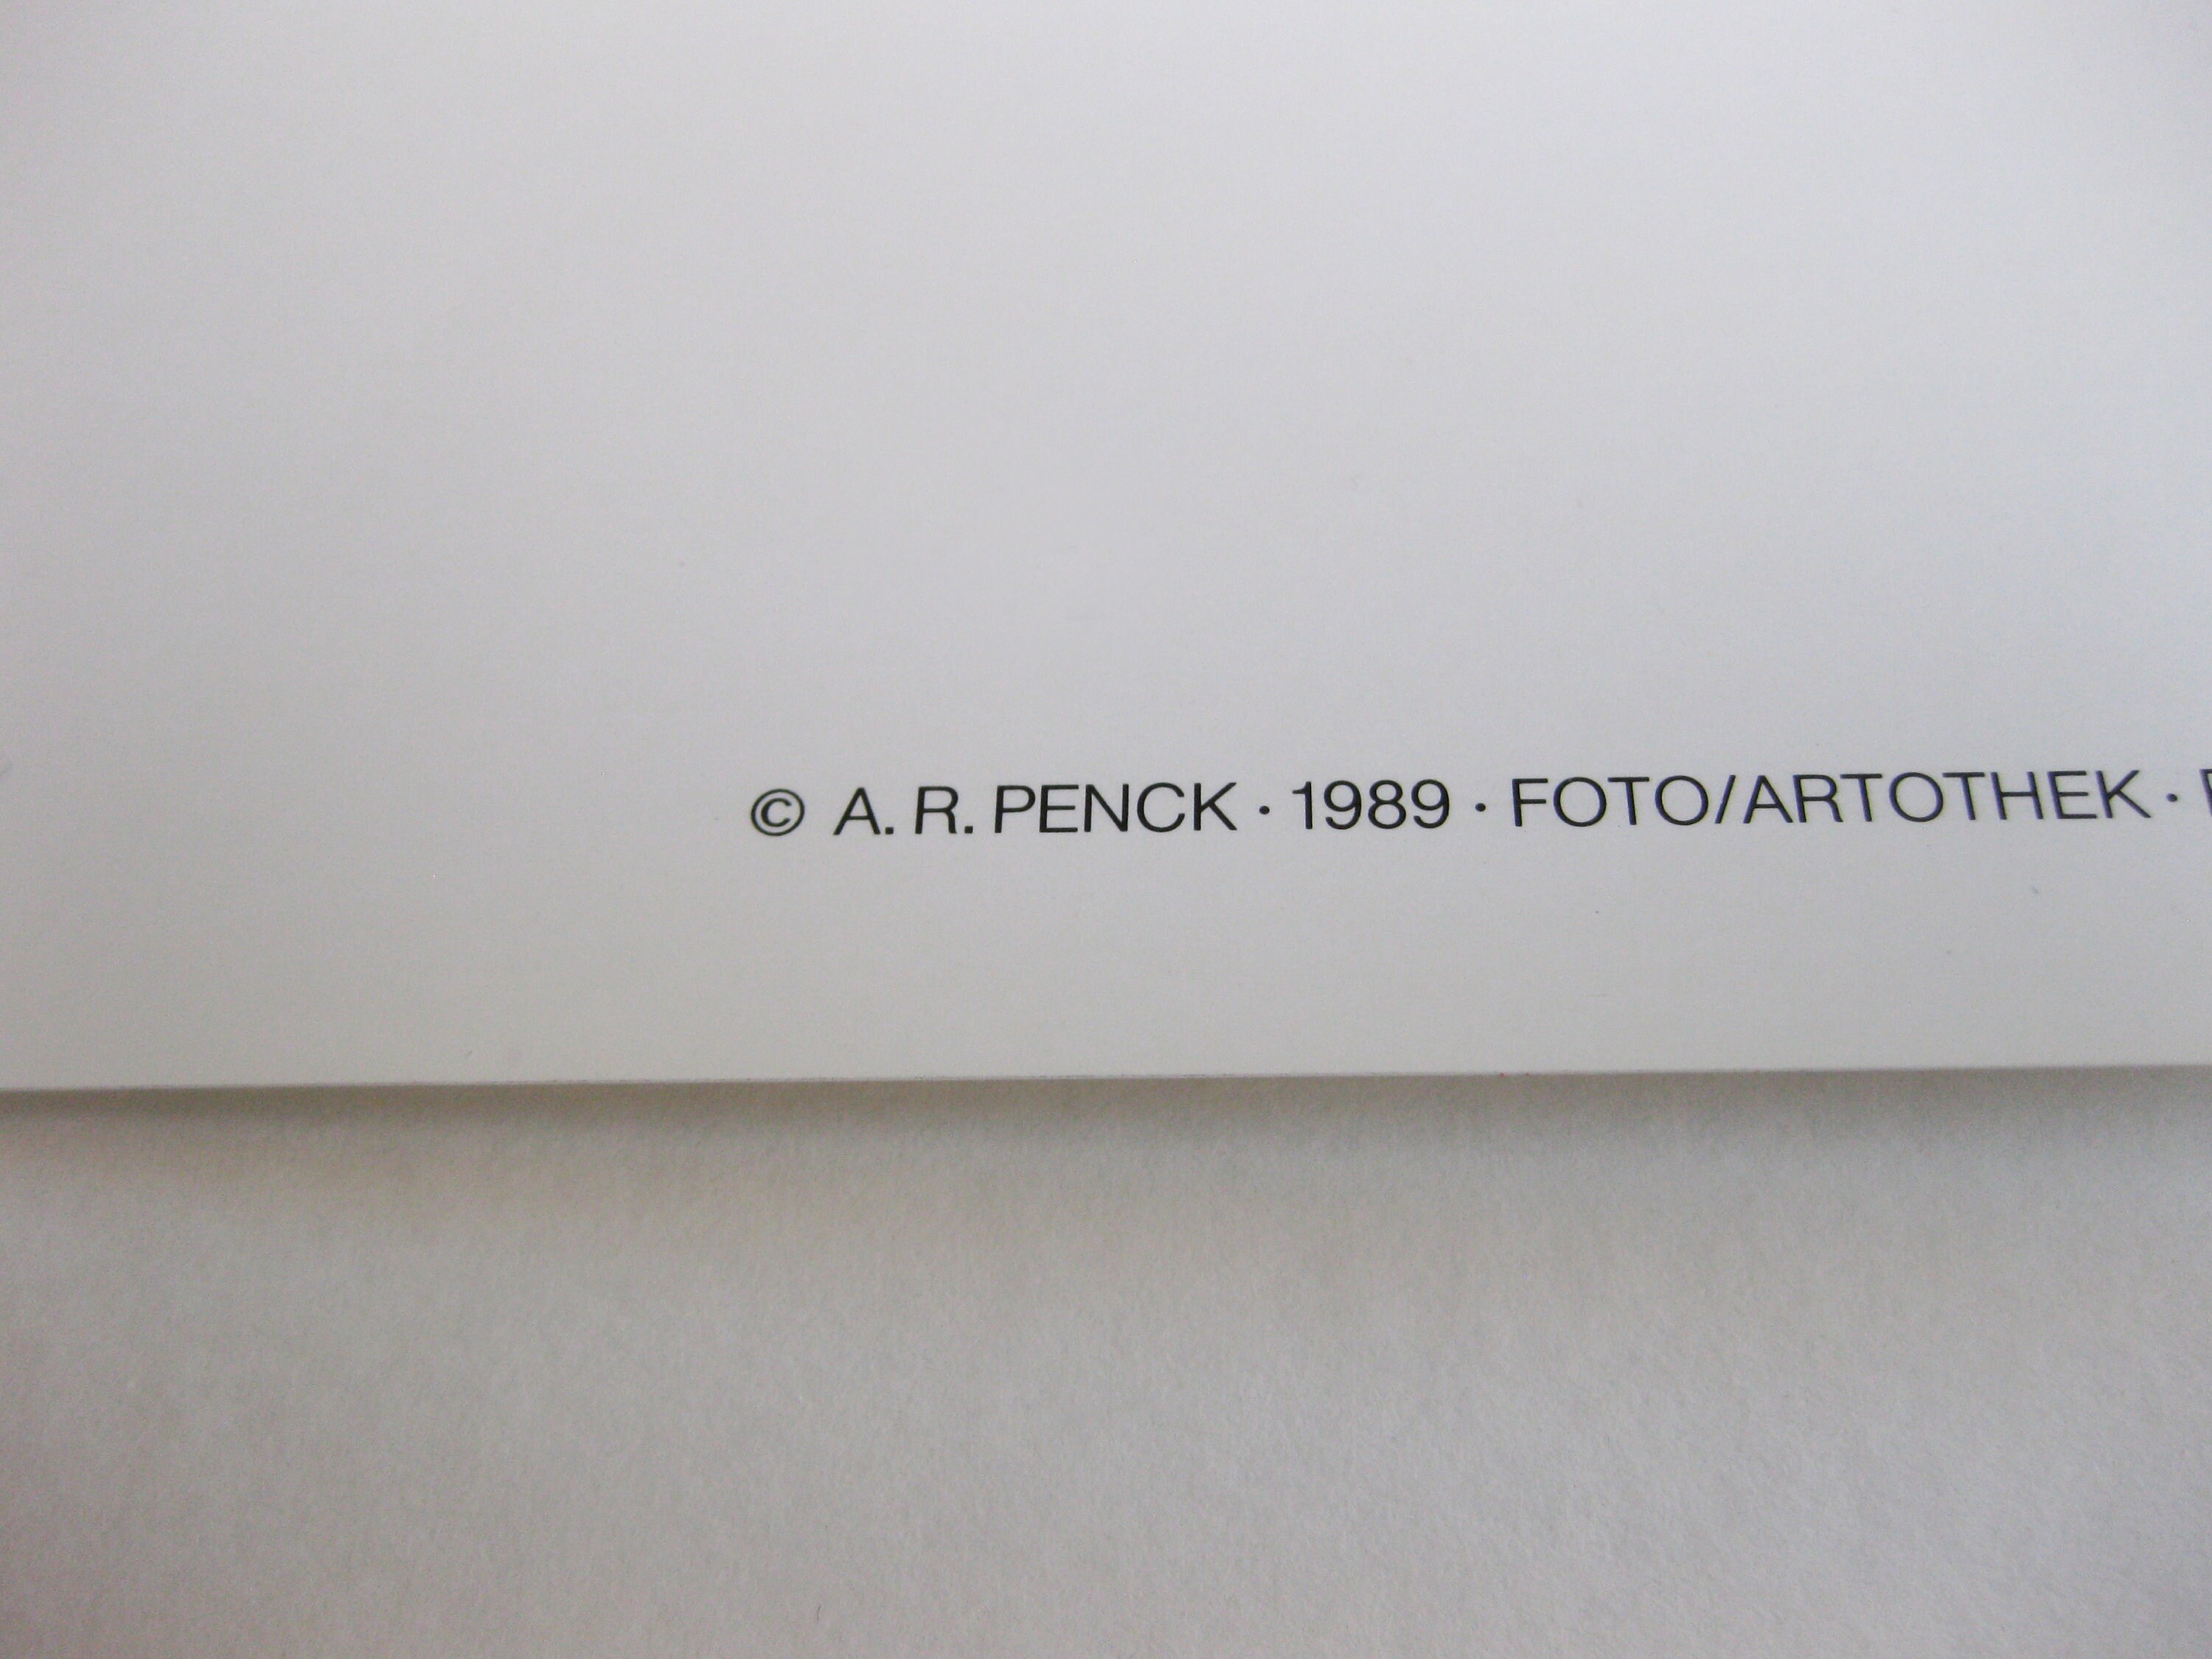 © A. R. PENCK · 1989 · FOTO/ARTOTHEK ·